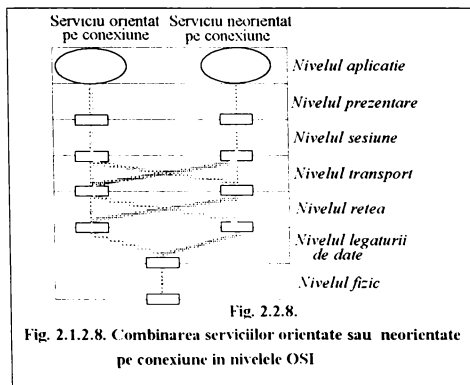 Serviciu orientat
pe conexiune
Serviciu neorientat
pe conexiune
Nivelul aplicatie
Nivelul prezentare
Nivelul sesiune
Nivelul transport
Nivelul retea
Nivelul legaturii
de date
Nivelul fizic
Fig. 2.2.8.
Fig. 2.1.2.8. Combinarea serviciilor orientate sau neorientate
pe conexiune in nivelele OSI